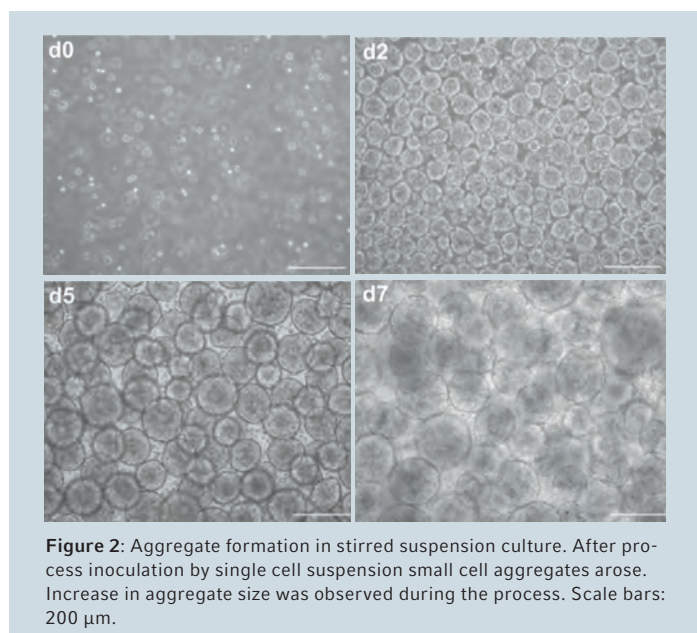 d0
d2
d5
d7
Figure 2: Aggregate formation in stirred suspension culture. After pro-
cess inoculation by single cell suspension small cell aggregates arose.
Increase in aggregate size was observed during the process. Scale bars:
200 µm.